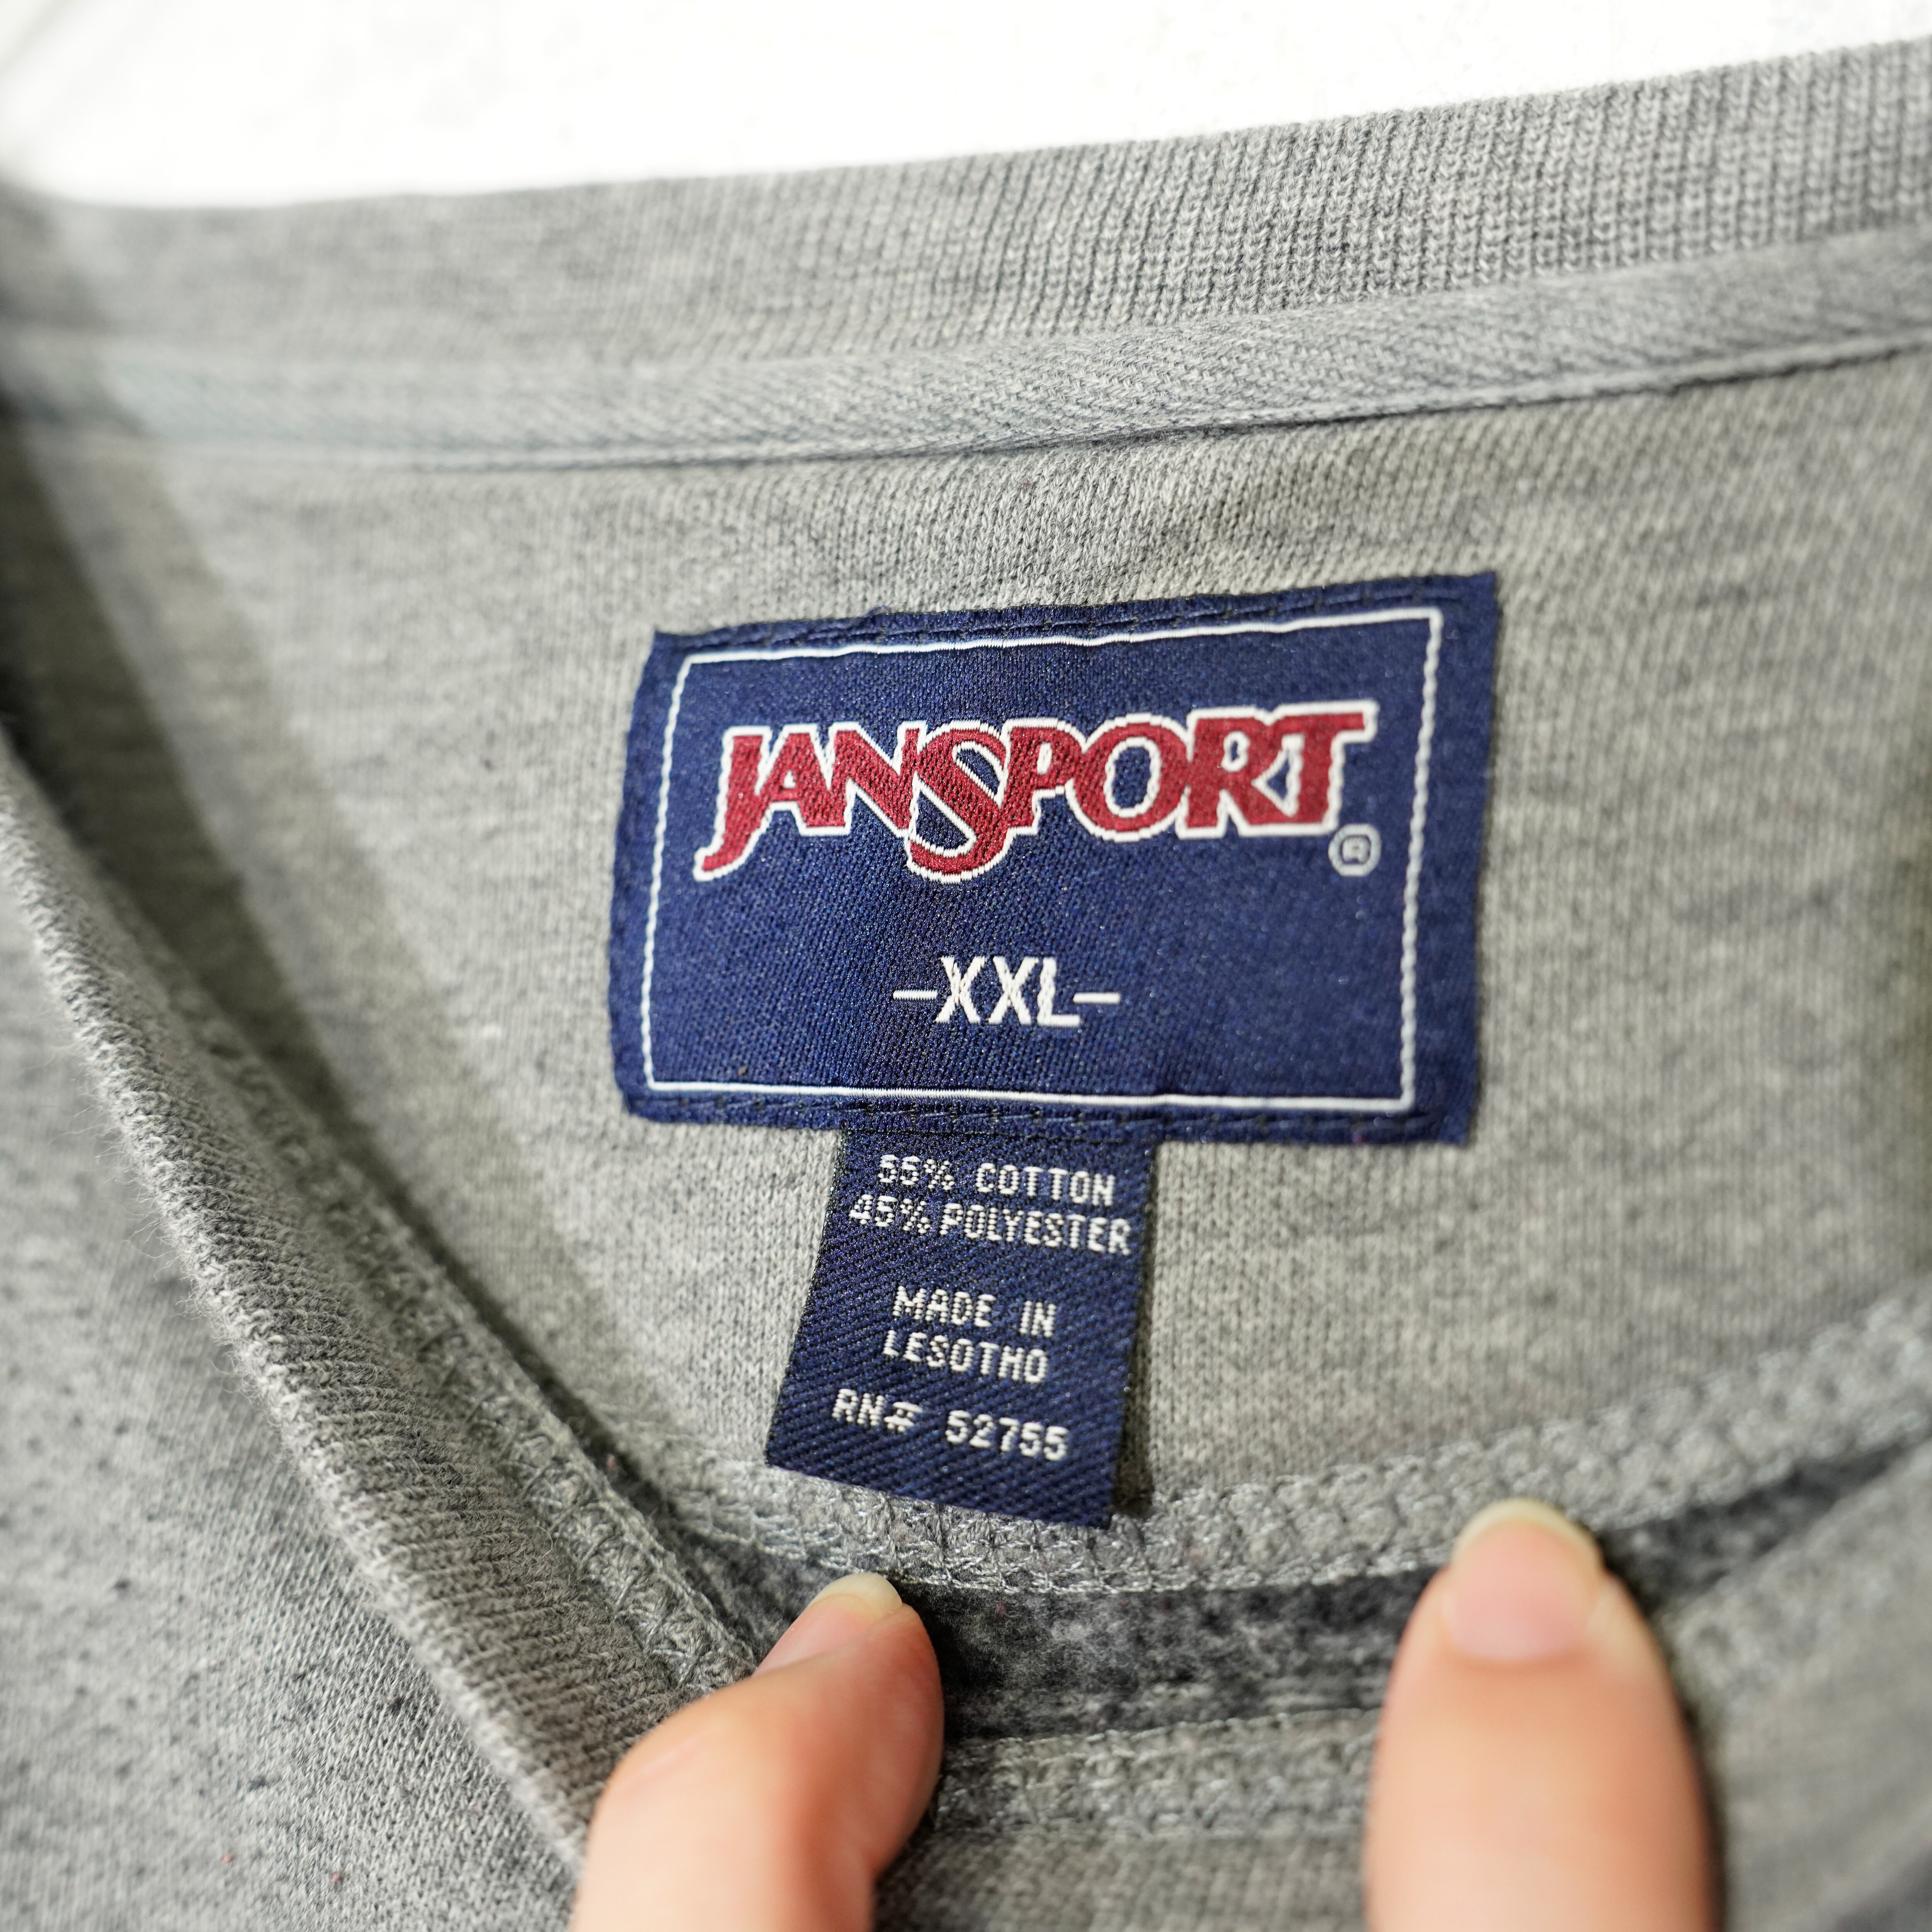 JANSPORT
®
-XXL-
55% COTTON
45% POLYESTER
MADE IN
LESOTHO
RN# 52755